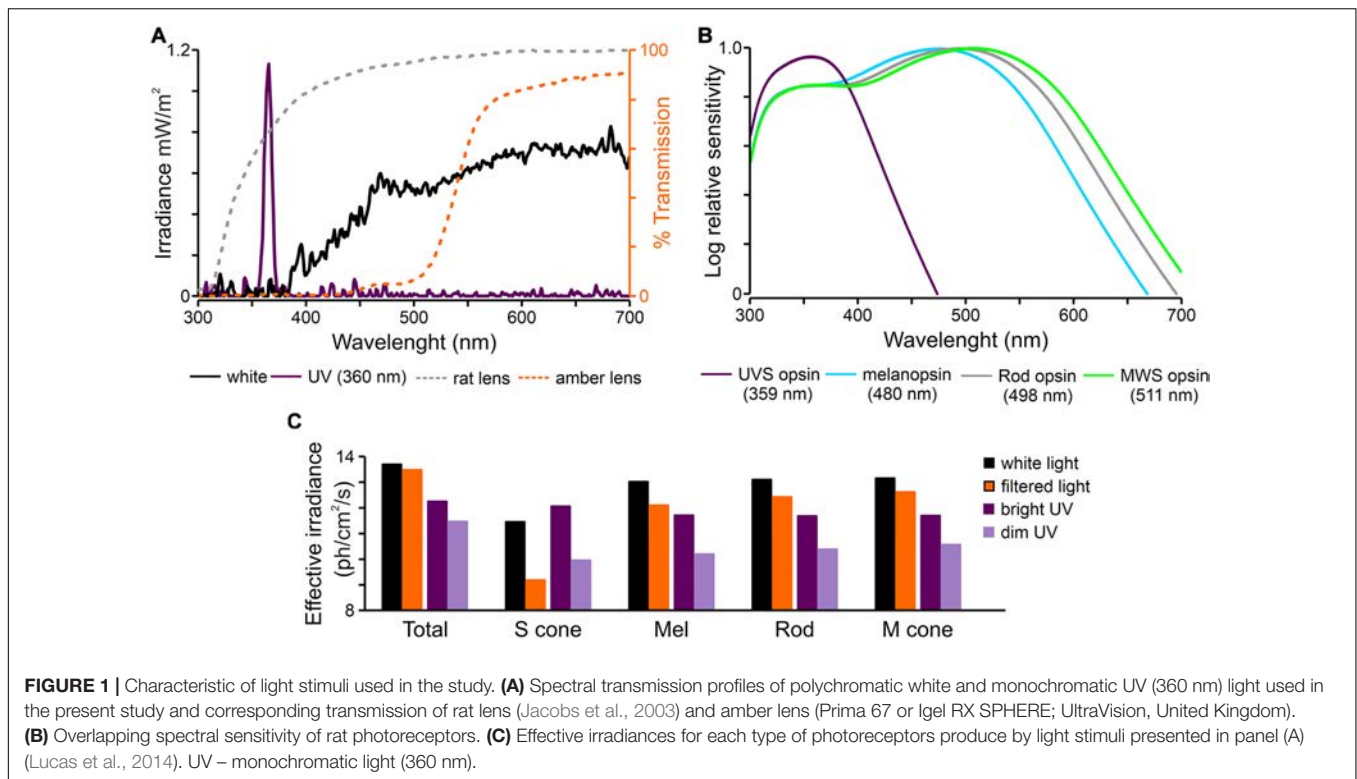 A
B
1.2
100
1.0
Irradiance mW/m²
% Transmission
Log relative sensitivity
0
0
0
300
400
500
600
700
300
400
500
600
700
Wavelenght (nm)
Wavelenght (nm)
white
UV (360 nm)
rat lens
amber lens
UVS opsin
(359 nm)
melanopsin
(480 nm)
Rod opsin
(498 nm)
MWS opsin
(511 nm)
C
14
Effective irradiance
(ph/cm²/s)
8
white light
filtered light
bright UV
dim UV
Total
S cone
Mel
Rod
M cone
FIGURE 1 | Characteristic of light stimuli used in the study. (A) Spectral transmission profiles of polychromatic white and monochromatic UV (360 nm) light used in
the present study and corresponding transmission of rat lens (Jacobs et al., 2003) and amber lens (Prima 67 or Igel RX SPHERE; UltraVision, United Kingdom).
(B) Overlapping spectral sensitivity of rat photoreceptors. (C) Effective irradiances for each type of photoreceptors produce by light stimuli presented in panel (A)
(Lucas et al., 2014). UV – monochromatic light (360 nm).